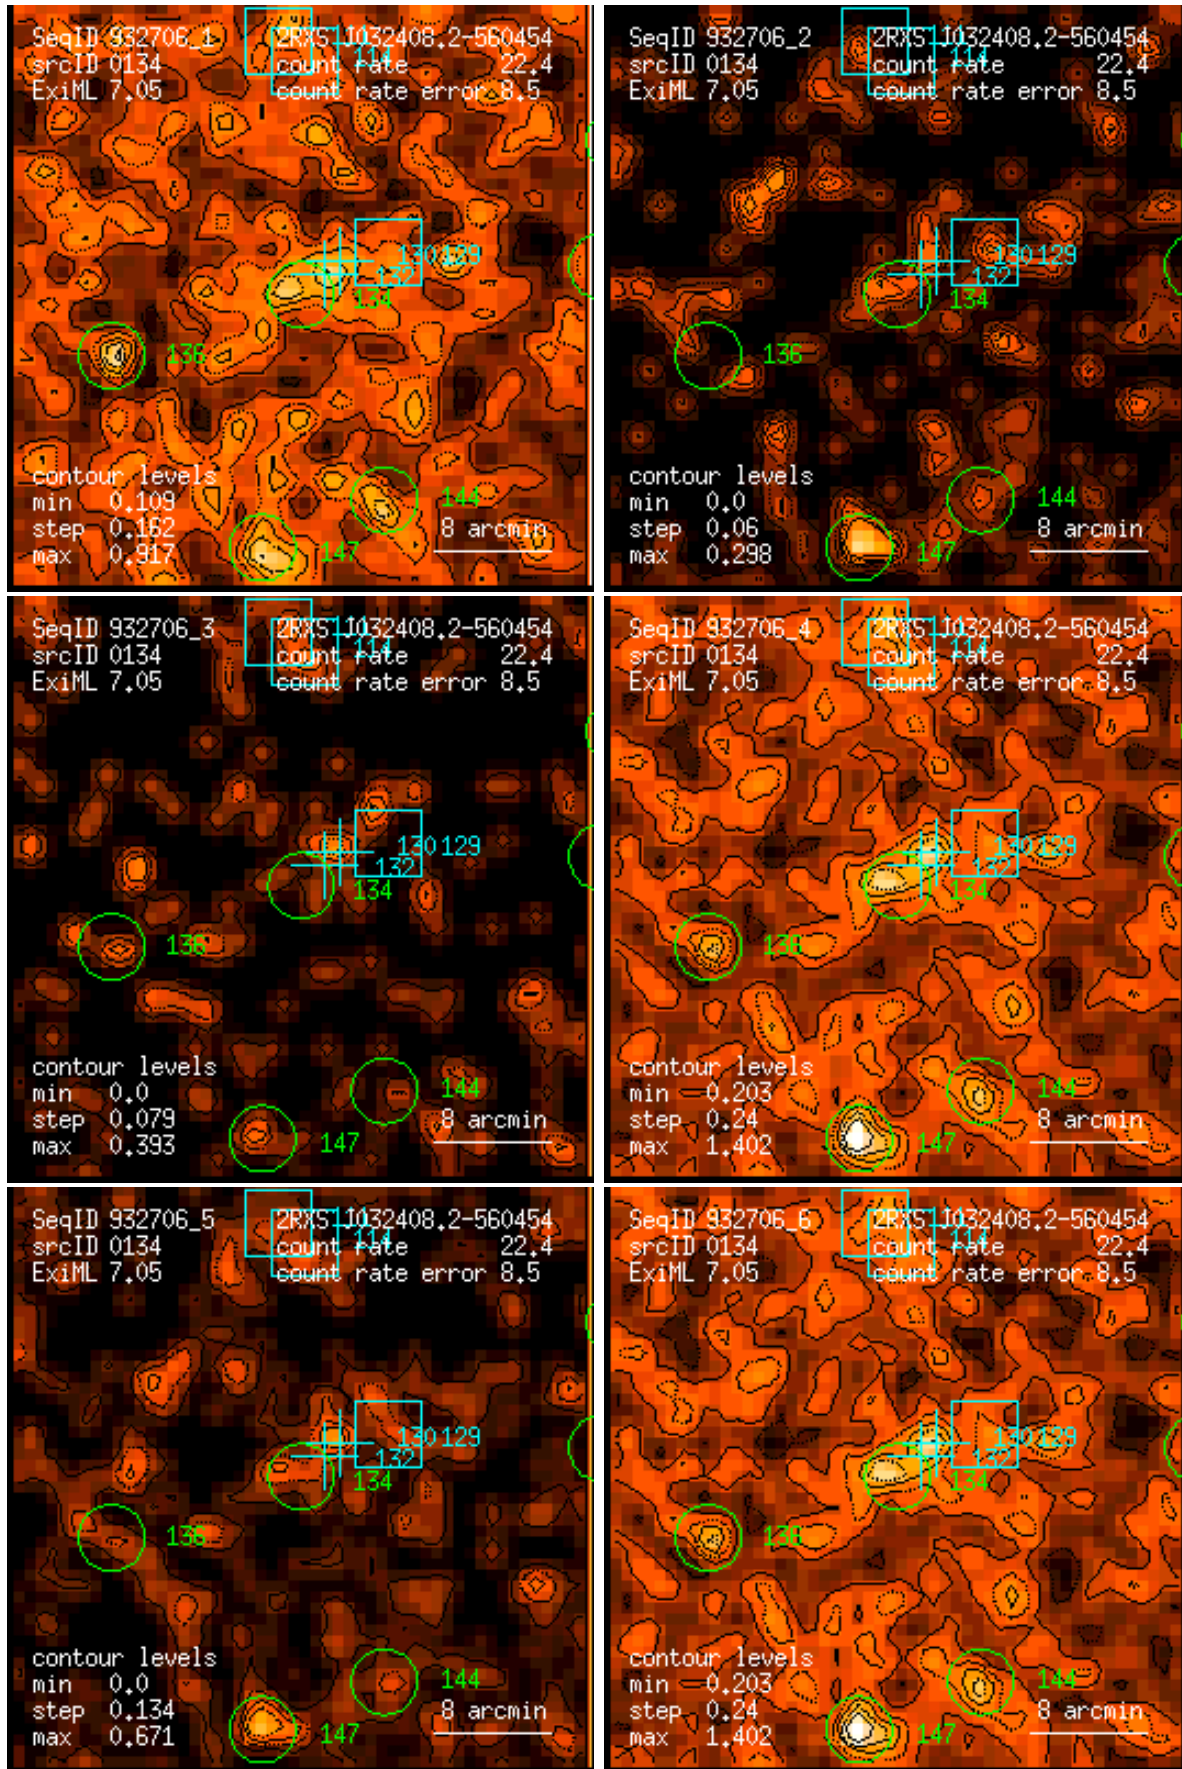 SeqID 932706_1 2RXS J032408.2-560454
srcID 0134 count rate 22.4
ExiML 7.05 count rate error 8.5
114
130 129
132
134
136
contour levels
min 0.109
144
step 0.162
8 arcmin
max 0.917
147
SeqID 932706_2 2RXS J032408.2-560454
srcID 0134 count rate 22.4
ExiML 7.05 count rate error 8.5
114
130 129
132
134
136
contour levels
min 0.0
144
step 0.06
8 arcmin
max 0.298
147
SeqID 932706_3 2RXS J032408.2-560454
srcID 0134 count rate 22.4
ExiML 7.05 count rate error 8.5
114
130 129
132
134
136
contour levels
min 0.0
144
step 0.079
8 arcmin
max 0.393
147
SeqID 932706_4 2RXS J032408.2-560454
srcID 0134 count rate 22.4
ExiML 7.05 count rate error 8.5
114
130 129
132
134
136
contour levels
min 0.203
144
step 0.24
8 arcmin
max 1.402
147
SeqID 932706_5 2RXS J032408.2-560454
srcID 0134 count rate 22.4
ExiML 7.05 count rate error 8.5
114
130 129
132
134
136
contour levels
min 0.0
144
step 0.134
8 arcmin
max 0.671
147
SeqID 932706_6 2RXS J032408.2-560454
srcID 0134 count rate 22.4
ExiML 7.05 count rate error 8.5
114
130 129
132
134
136
contour levels
min 0.203
144
step 0.24
8 arcmin
max 1.402
147